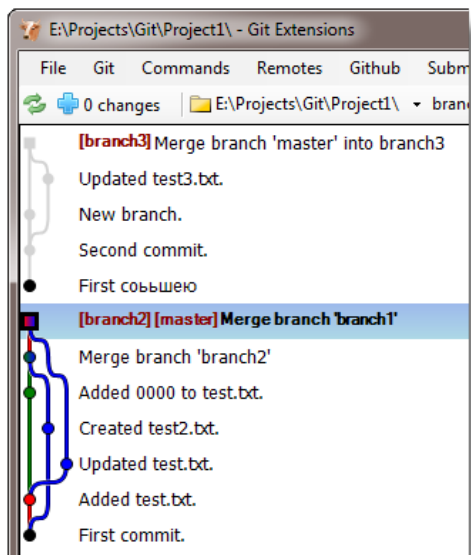 E:\Projects\Git\Project1\ - Git Extensions
File Git Commands Remotes Github Subm
0 changes E:\Projects\Git\Project1\ bran
[branch3] Merge branch 'master' into branch3
Updated test3.txt.
New branch.
Second commit.
First соььшею
[branch2] [master] Merge branch 'branch1'
Merge branch 'branch2'
Added 0000 to test.txt.
Created test2.txt.
Updated test.txt.
Added test.txt.
First commit.